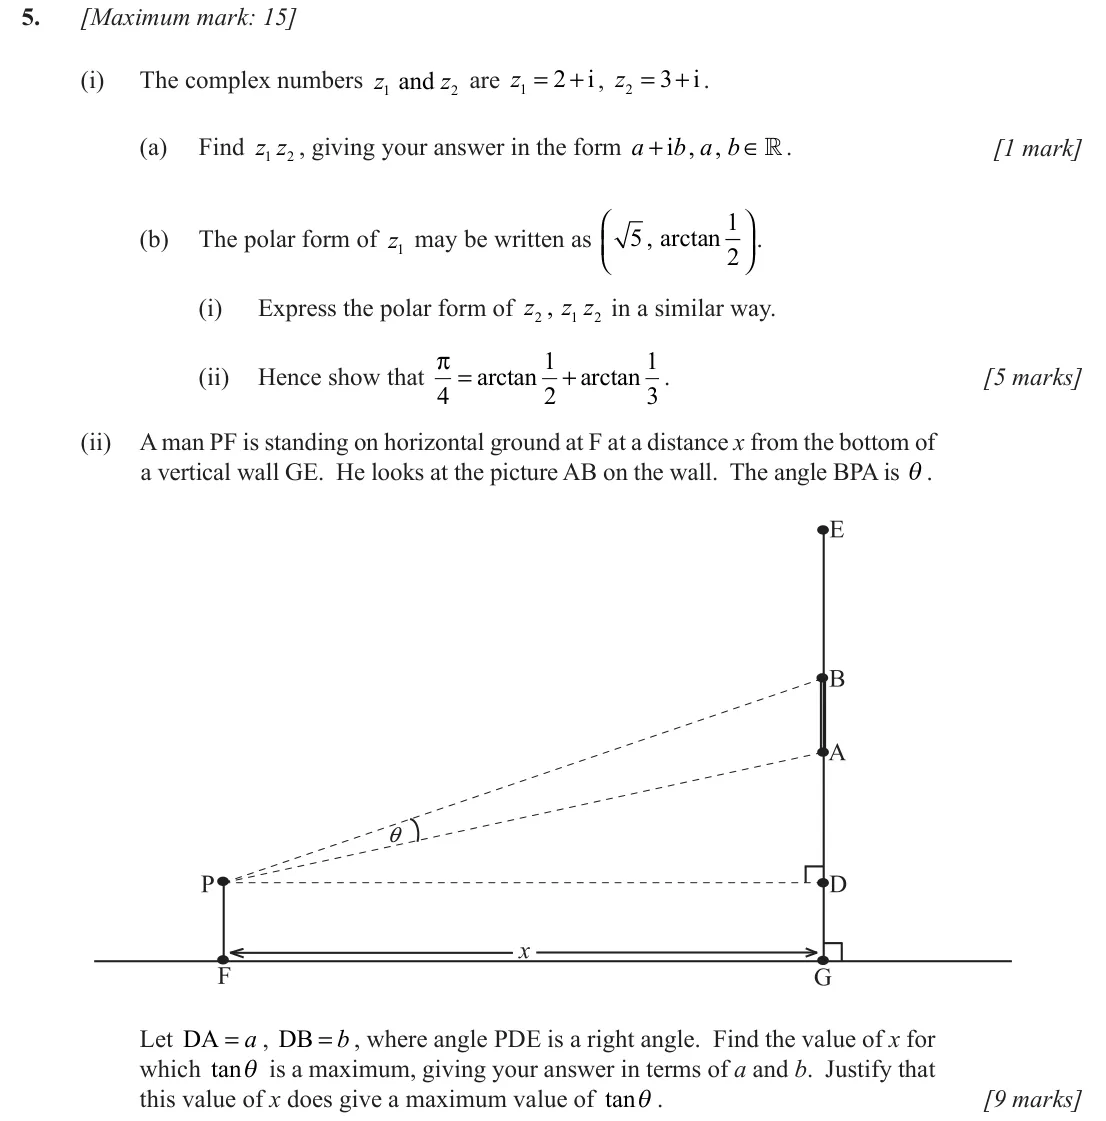 5. [Maximum mark: 15]
(i) The complex numbers z₁ and z₂ are z₁ = 2 + i, z₂ = 3 + i.
(a) Find z₁ z₂, giving your answer in the form a + ib, a, b ∈ ℝ. [1 mark]
(b) The polar form of z₁ may be written as (√5, arctan 1/2).
(i) Express the polar form of z₂, z₁ z₂ in a similar way.
(ii) Hence show that π/4 = arctan 1/2 + arctan 1/3. [5 marks]
(ii) A man PF is standing on horizontal ground at F at a distance x from the bottom of
a vertical wall GE. He looks at the picture AB on the wall. The angle BPA is θ.
E
B
A
θ
P
D
x
F
G
Let DA = a, DB = b, where angle PDE is a right angle. Find the value of x for
which tan θ is a maximum, giving your answer in terms of a and b. Justify that
this value of x does give a maximum value of tan θ. [9 marks]